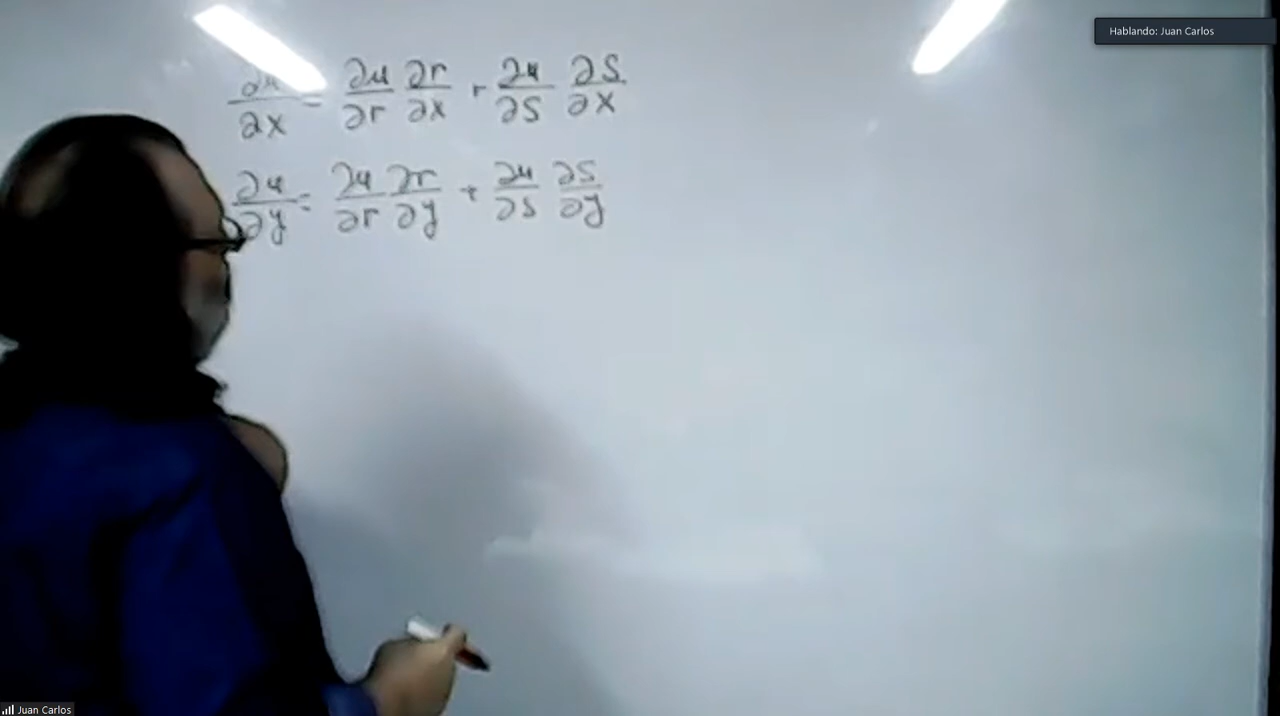 Hablando: Juan Carlos
∂u/∂x = ∂u/∂r ∂r/∂x + ∂u/∂s ∂s/∂x
∂u/∂y = ∂u/∂r ∂r/∂y + ∂u/∂s ∂s/∂y
Juan Carlos